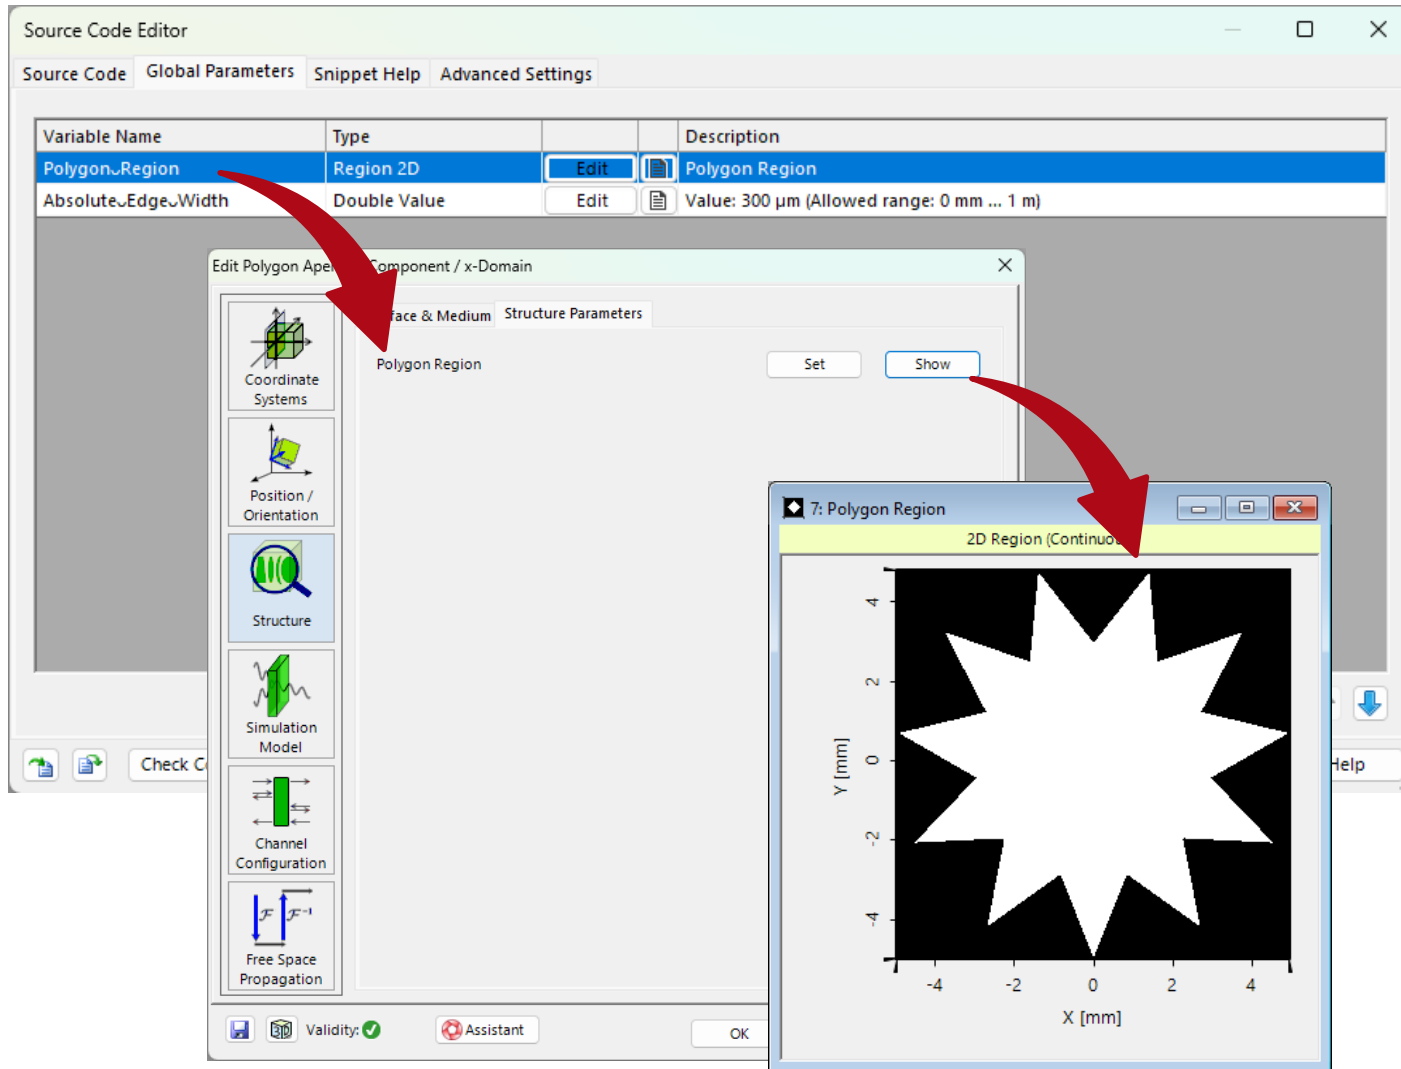 Source Code Editor
Source Code Global Parameters Snippet Help Advanced Settings
Variable Name Type Description
Polygon⌣Region Region 2D Edit Polygon Region
Absolute⌣Edge⌣Width Double Value Edit Value: 300 µm (Allowed range: 0 mm ... 1 m)
Edit Polygon Component / x-Domain
& Medium Structure Parameters
Polygon Region Set Show
Coordinate
Systems
Position /
Orientation
Structure
Simulation
Model
Channel
Configuration
ℱ ℱ⁻¹
Free Space
Propagation
Validity: Assistant OK
Check
Help
7: Polygon Region
2D Region
4
2
0
-2
-4
Y [mm]
-4 -2 0 2 4
X [mm]